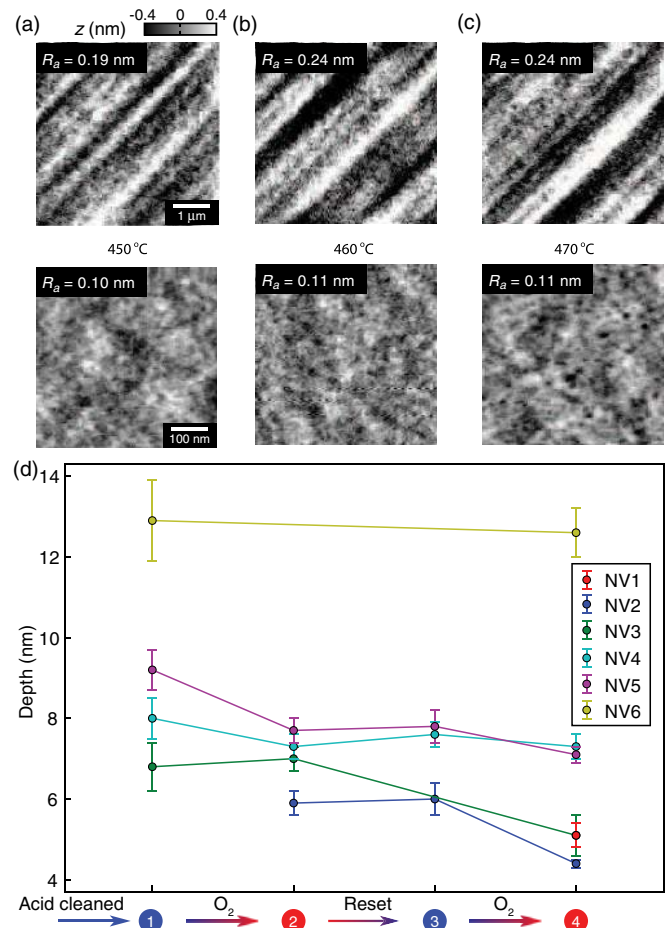 (a)
z (nm)
-0.4 0 0.4
(b)
(c)
Rₐ = 0.19 nm
Rₐ = 0.24 nm
Rₐ = 0.24 nm
1 μm
450 °C
460 °C
470 °C
Rₐ = 0.10 nm
Rₐ = 0.11 nm
Rₐ = 0.11 nm
100 nm
(d)
14
12
10
8
6
4
Depth (nm)
NV1
NV2
NV3
NV4
NV5
NV6
Acid cleaned
O₂
Reset
O₂
1
2
3
4